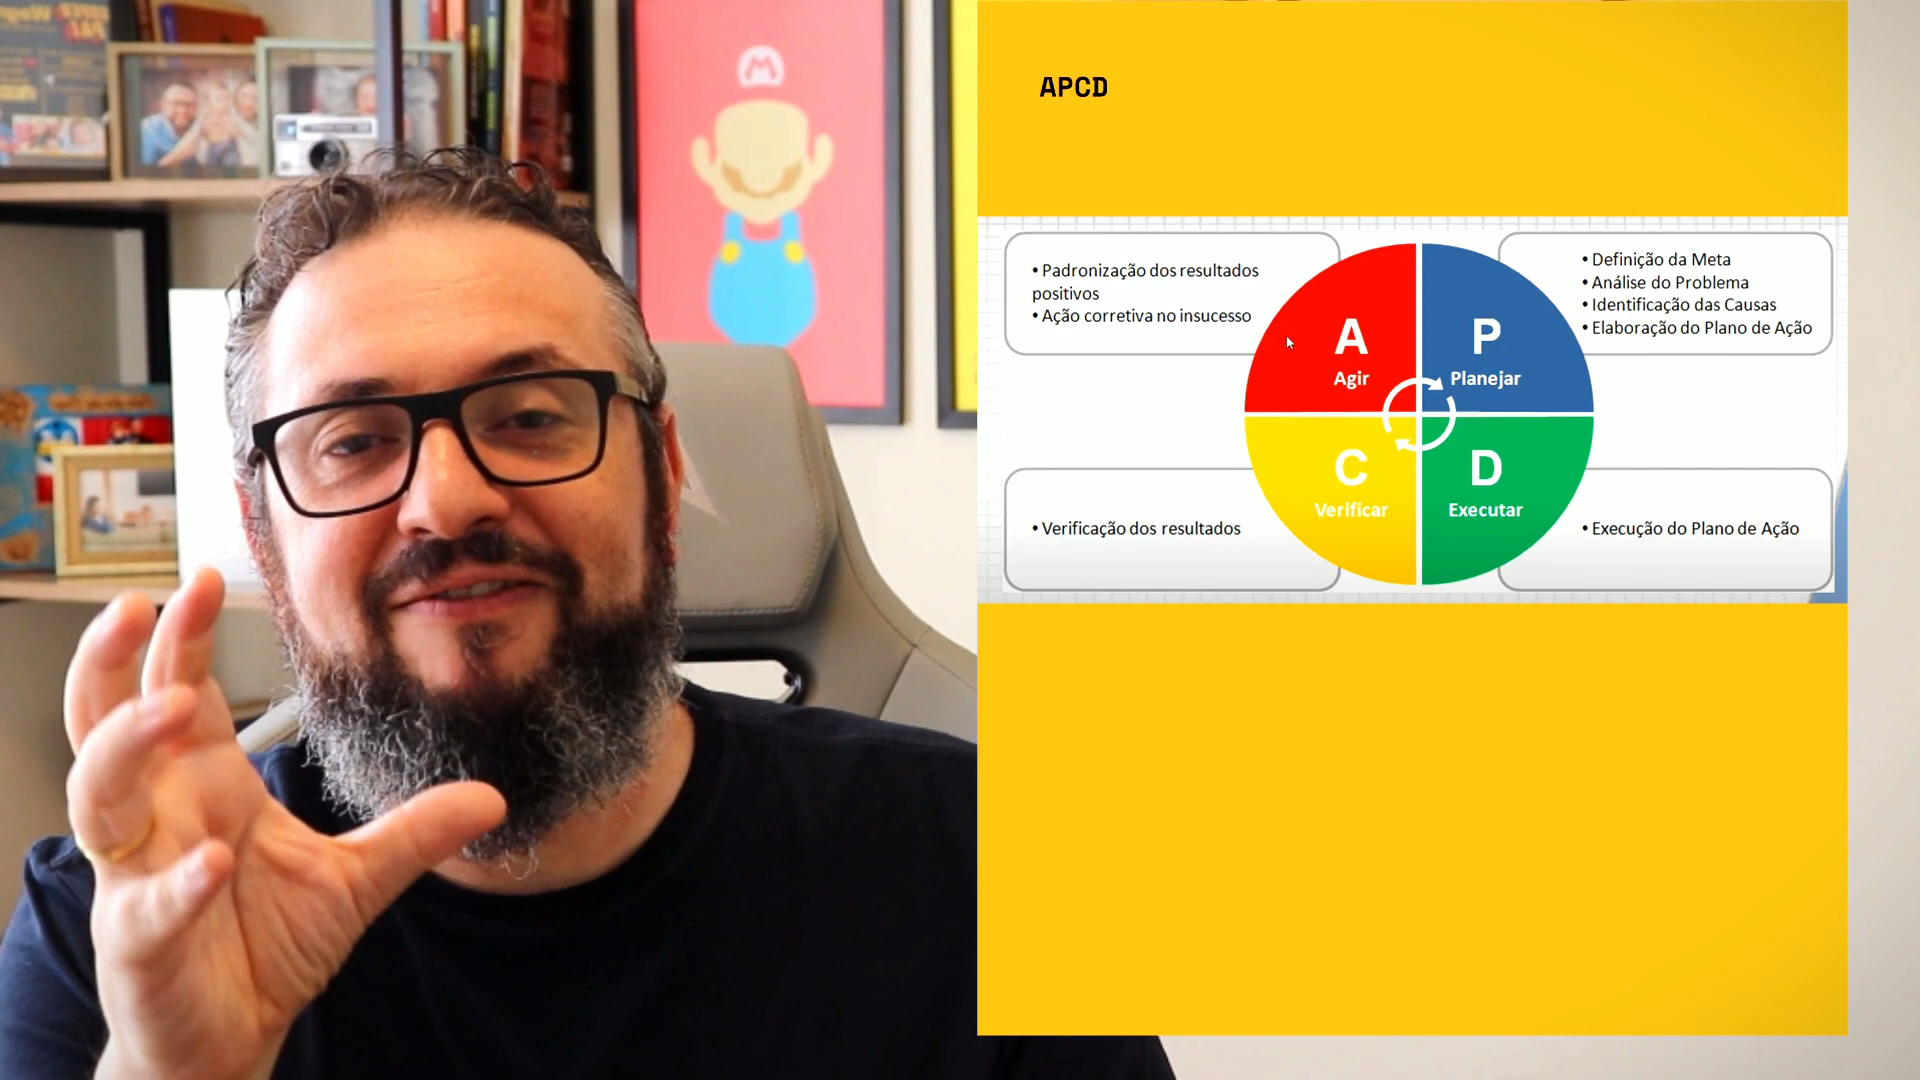 APCD
• Padronização dos resultados
positivos
• Ação corretiva no insucesso
• Definição da Meta
• Análise do Problema
• Identificação das Causas
• Elaboração do Plano de Ação
A
Agir
P
Planejar
C
Verificar
D
Executar
• Verificação dos resultados
• Execução do Plano de Ação
M